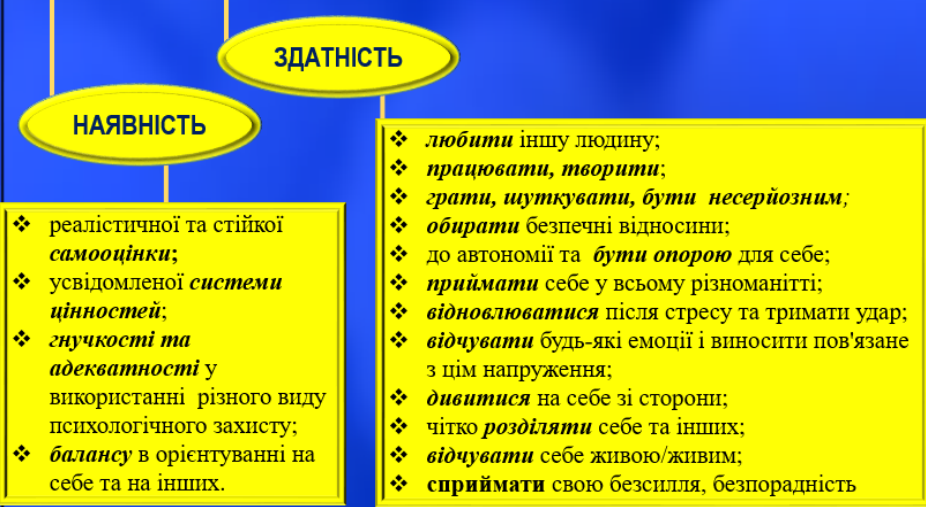 ЗДАТНІСТЬ
НАЯВНІСТЬ
❖ реалістичної та стійкої
самооцінки;
❖ усвідомленої системи
цінностей;
❖ гнучкості та
адекватності у
використанні різного виду
психологічного захисту;
❖ балансу в орієнтуванні на
себе та на інших.
❖ любити іншу людину;
❖ працювати, творити;
❖ грати, шуткувати, бути несерйозним;
❖ обирати безпечні відносини;
❖ до автономії та бути опорою для себе;
❖ приймати себе у всьому різноманітті;
❖ відновлюватися після стресу та тримати удар;
❖ відчувати будь-які емоції і виносити пов'язане
з цім напруження;
❖ дивитися на себе зі сторони;
❖ чітко розділяти себе та інших;
❖ відчувати себе живою/живим;
❖ сприймати свою безсилля, безпорадність